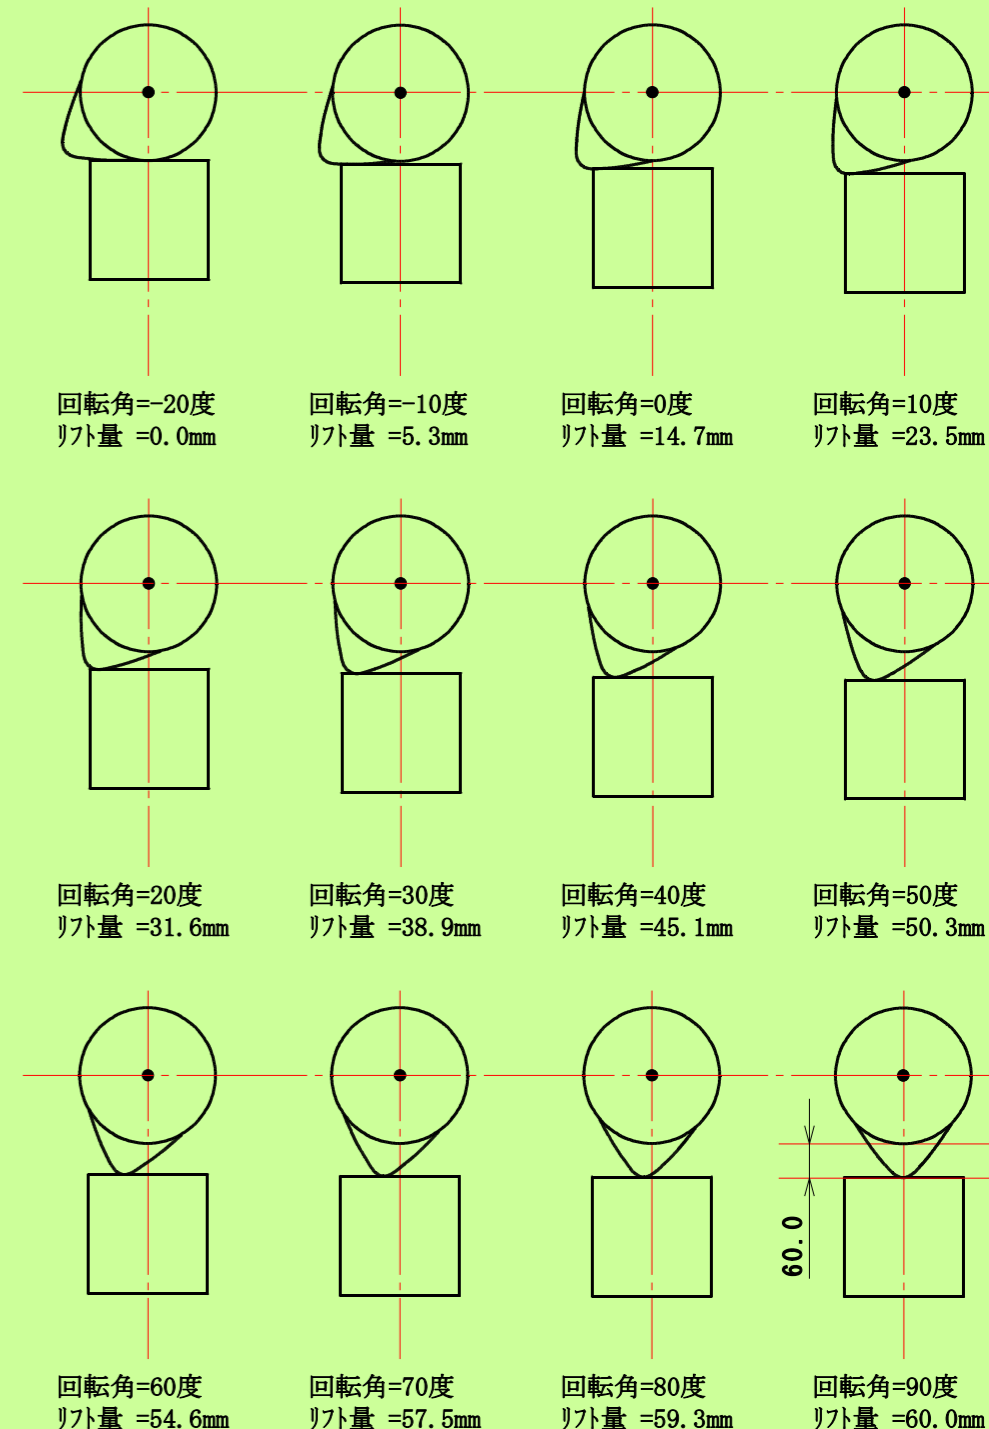 回転角=-20度
ﾘﾌﾄ量 =0.0mm
回転角=-10度
ﾘﾌﾄ量 =5.3mm
回転角=0度
ﾘﾌﾄ量 =14.7mm
回転角=10度
ﾘﾌﾄ量 =23.5mm
回転角=20度
ﾘﾌﾄ量 =31.6mm
回転角=30度
ﾘﾌﾄ量 =38.9mm
回転角=40度
ﾘﾌﾄ量 =45.1mm
回転角=50度
ﾘﾌﾄ量 =50.3mm
60.0
回転角=60度
ﾘﾌﾄ量 =54.6mm
回転角=70度
ﾘﾌﾄ量 =57.5mm
回転角=80度
ﾘﾌﾄ量 =59.3mm
回転角=90度
ﾘﾌﾄ量 =60.0mm